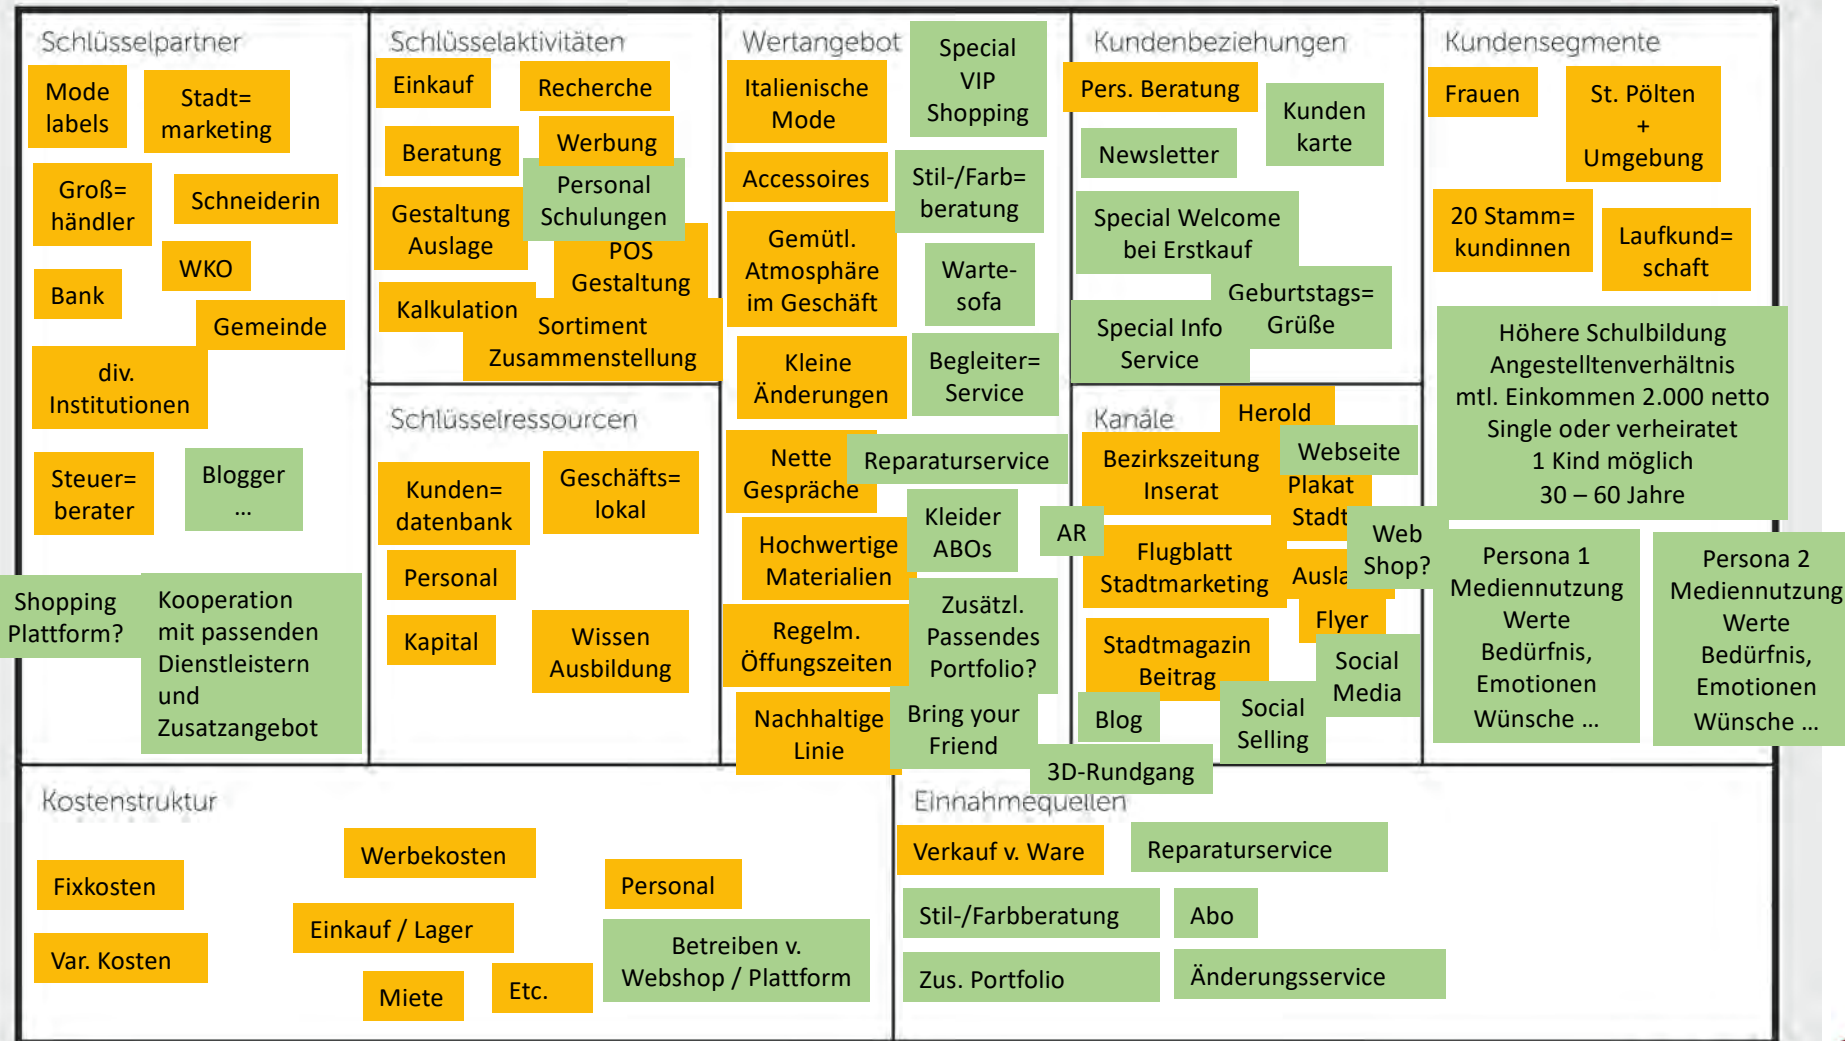 Schlüsselpartner
Mode
labels
Stadt=
marketing
Groß=
händler
Schneiderin
WKO
Bank
Gemeinde
div.
Institutionen
Steuer=
berater
Blogger
...
Shopping
Plattform?
Kooperation
mit passenden
Dienstleistern
und
Zusatzangebot
Schlüsselaktivitäten
Einkauf
Recherche
Beratung
Werbung
Personal
Schulungen
Gestaltung
Auslage
POS
Gestaltung
Kalkulation
Sortiment
Zusammenstellung
Schlüsselressourcen
Kunden=
datenbank
Geschäfts=
lokal
Personal
Kapital
Wissen
Ausbildung
Wertangebot
Italienische
Mode
Accessoires
Gemütl.
Atmosphäre
im Geschäft
Kleine
Änderungen
Nette
Gespräche
Hochwertige
Materialien
Regelm.
Öffungszeiten
Nachhaltige
Linie
Special
VIP
Shopping
Stil-/Farb=
beratung
Warte-
sofa
Begleiter=
Service
Reparaturservice
Kleider
ABOs
AR
Zusätzl.
Passendes
Portfolio?
Bring your
Friend
3D-Rundgang
Kundenbeziehungen
Pers. Beratung
Kunden
karte
Newsletter
Special Welcome
bei Erstkauf
Geburtstags=
Grüße
Special Info
Service
Kanäle
Herold
Bezirkszeitung
Inserat
Webseite
Plakat
Stadt
Web
Shop?
Flugblatt
Stadtmarketing
Ausla
Flyer
Stadtmagazin
Beitrag
Social
Media
Blog
Social
Selling
Kundensegmente
Frauen
St. Pölten
+
Umgebung
20 Stamm=
kundinnen
Laufkund=
schaft
Höhere Schulbildung
Angestelltenverhältnis
mtl. Einkommen 2.000 netto
Single oder verheiratet
1 Kind möglich
30 – 60 Jahre
Persona 1
Mediennutzung
Werte
Bedürfnis,
Emotionen
Wünsche ...
Persona 2
Mediennutzung
Werte
Bedürfnis,
Emotionen
Wünsche ...
Kostenstruktur
Fixkosten
Werbekosten
Personal
Einkauf / Lager
Var. Kosten
Betreiben v.
Webshop / Plattform
Miete
Etc.
Einnahmequellen
Verkauf v. Ware
Reparaturservice
Stil-/Farbberatung
Abo
Zus. Portfolio
Änderungsservice